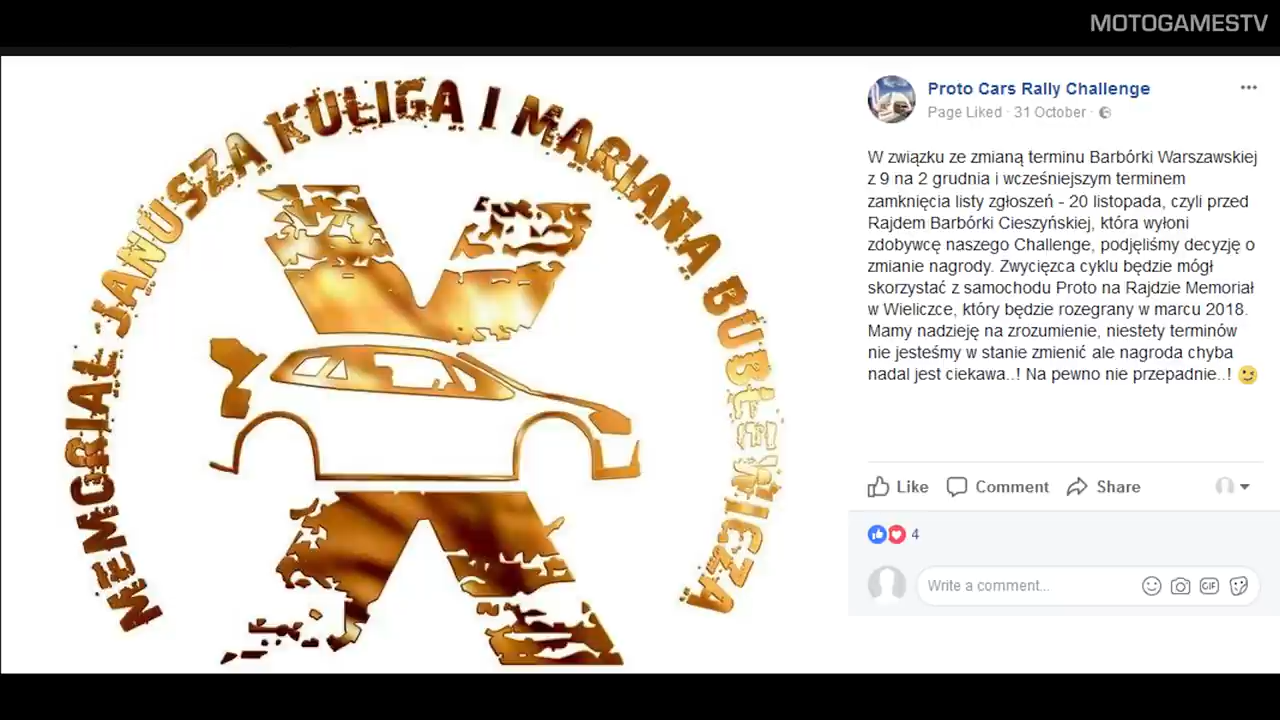 MOTOGAMESTV
MEMORIAŁ JANUSZA KULIGA I MARIANA BUBLEWICZA
X
Proto Cars Rally Challenge
Page Liked · 31 October ·
W związku ze zmianą terminu Barbórki Warszawskiej
z 9 na 2 grudnia i wcześniejszym terminem
zamknięcia listy zgłoszeń - 20 listopada, czyli przed
Rajdem Barbórki Cieszyńskiej, która wyłoni
zdobywcę naszego Challenge, podjęliśmy decyzję o
zmianie nagrody. Zwycięzca cyklu będzie mógł
skorzystać z samochodu Proto na Rajdzie Memoriał
w Wieliczce, który będzie rozegrany w marcu 2018.
Mamy nadzieję na zrozumienie, niestety terminów
nie jesteśmy w stanie zmienić ale nagroda chyba
nadal jest ciekawa..! Na pewno nie przepadnie..! 😉
Like Comment Share
4
Write a comment...
GIF